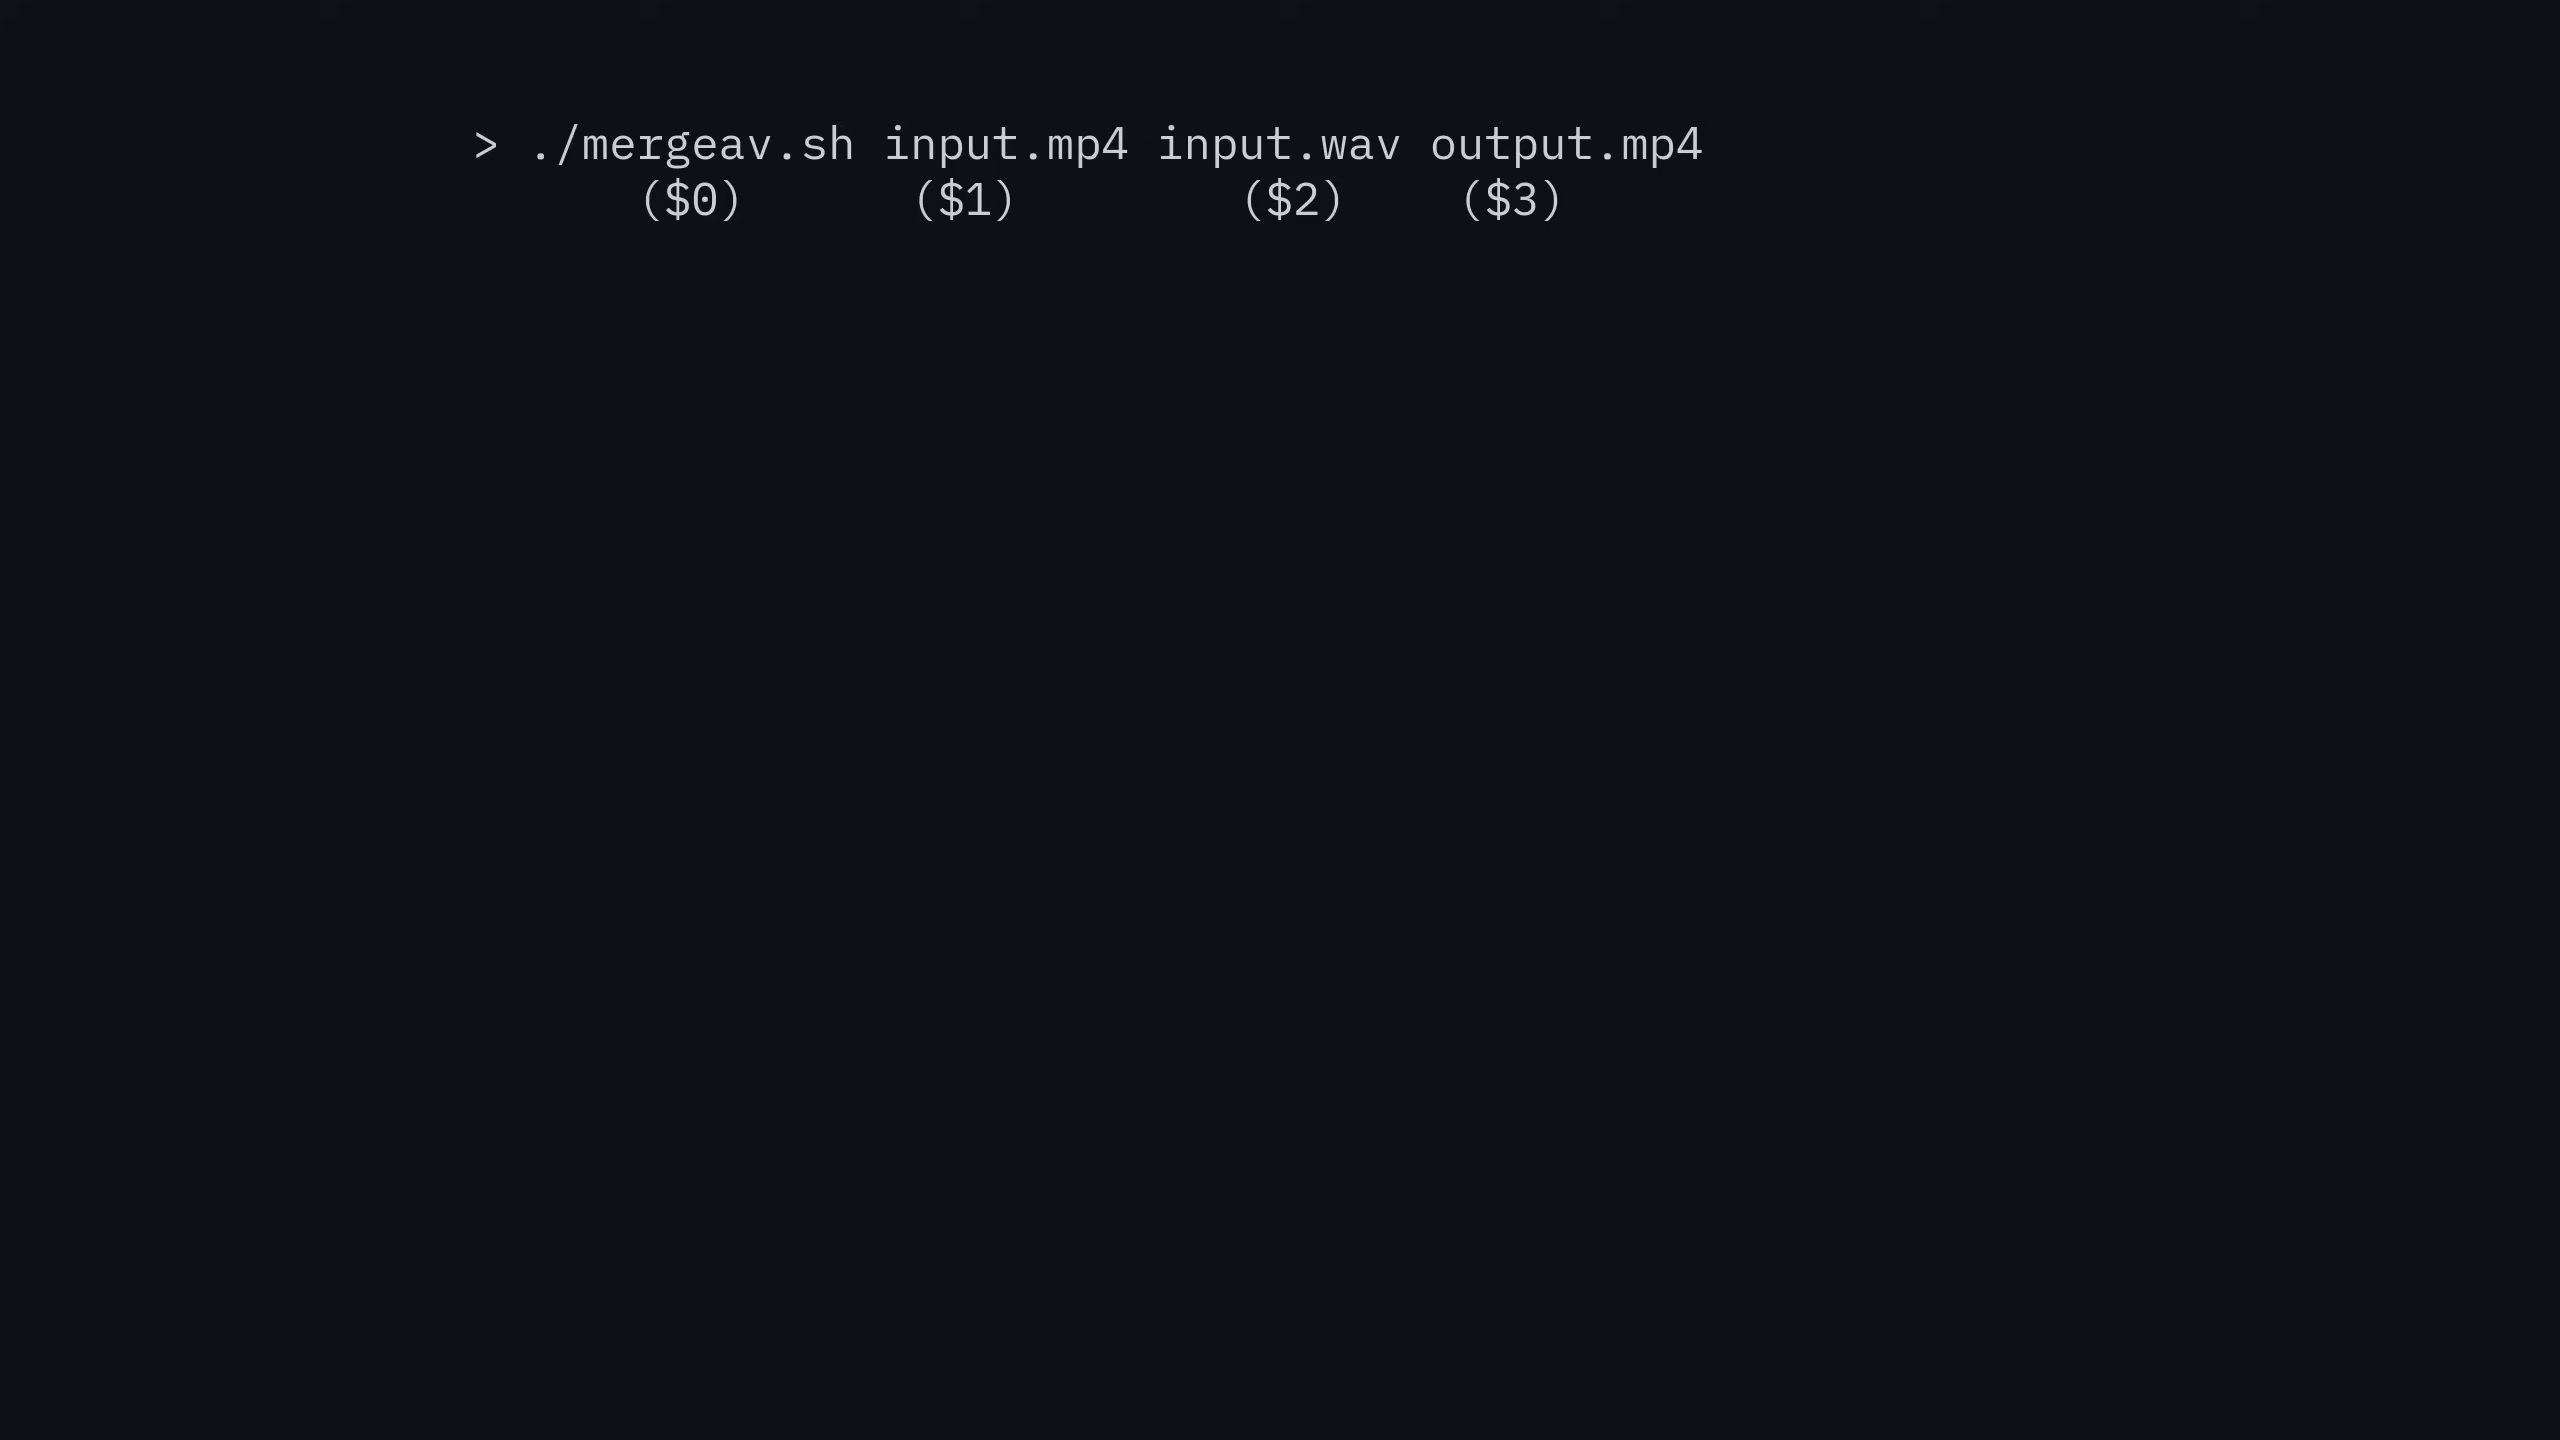 > ./mergeav.sh input.mp4 input.wav output.mp4
($0) ($1) ($2) ($3)